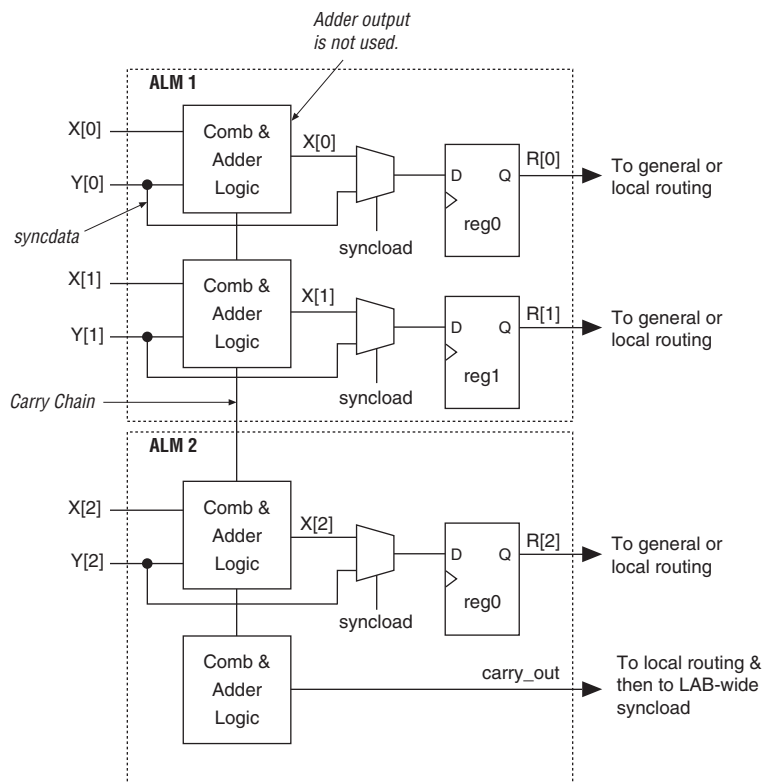 Adder output
is not used.
ALM 1
X[0]
Comb &
Adder
Logic
X[0]
Y[0]
D
Q
R[0]
To general or
local routing
reg0
syncdata
syncload
X[1]
Comb &
Adder
Logic
X[1]
Y[1]
D
Q
R[1]
To general or
local routing
reg1
syncload
Carry Chain
ALM 2
X[2]
Comb &
Adder
Logic
X[2]
Y[2]
D
Q
R[2]
To general or
local routing
reg0
syncload
Comb &
Adder
Logic
carry_out
To local routing &
then to LAB-wide
syncload